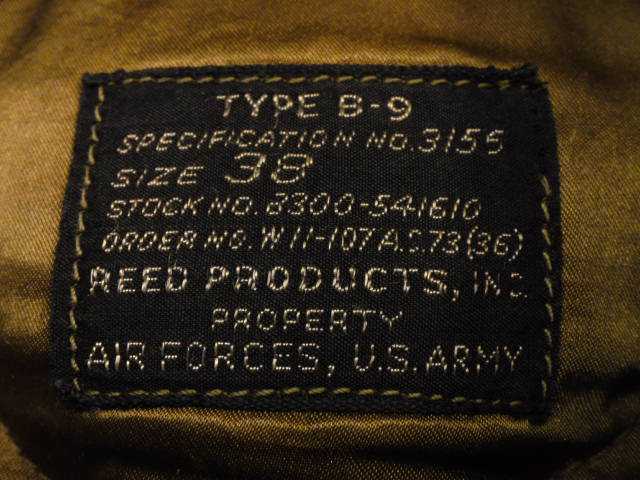 TYPE B-9
SPECIFICATION NO. 3155
SIZE 38
STOCK NO. 8300-541610
ORDER NO. W11-107A.C.73(36)
REED PRODUCTS, INC.
PROPERTY
AIR FORCES, U.S. ARMY